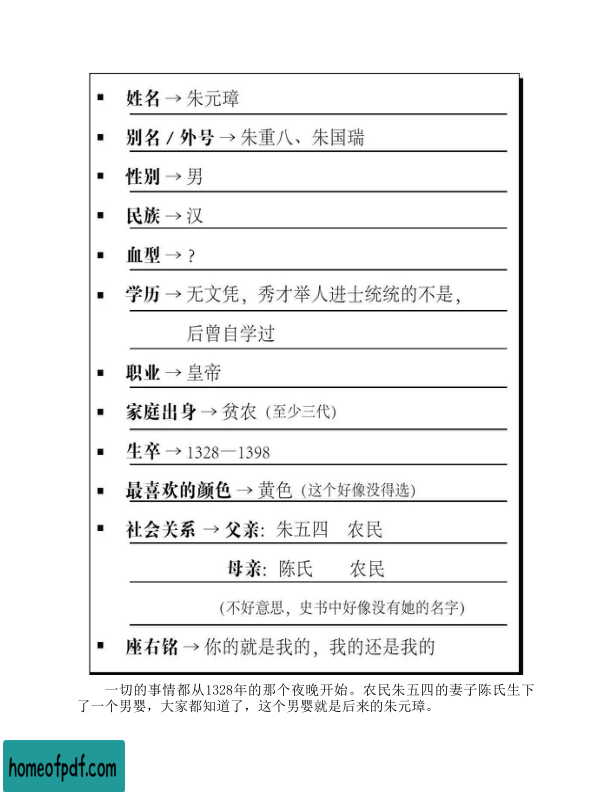 ▪ 姓名 → 朱元璋
▪ 别名 / 外号 → 朱重八、朱国瑞
▪ 性别 → 男
▪ 民族 → 汉
▪ 血型 → ?
▪ 学历 → 无文凭，秀才举人进士统统的不是，
后曾自学过
▪ 职业 → 皇帝
▪ 家庭出身 → 贫农（至少三代）
▪ 生卒 → 1328—1398
▪ 最喜欢的颜色 → 黄色（这个好像没得选）
▪ 社会关系 → 父亲：朱五四 农民
母亲：陈氏 农民
（不好意思，史书中好像没有她的名字）
▪ 座右铭 → 你的就是我的，我的还是我的
一切的事情都从1328年的那个夜晚开始。农民朱五四的妻子陈氏生下
了一个男婴，大家都知道了，这个男婴就是后来的朱元璋。
homeofpdf.com